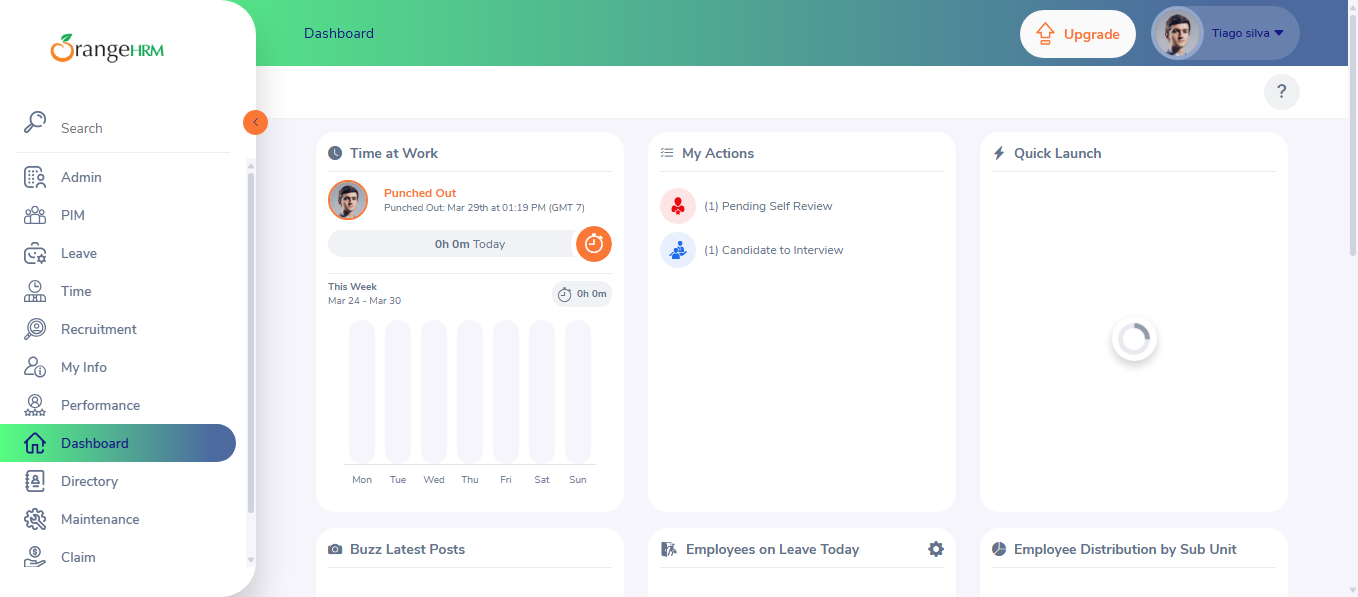 OrangeHRM
Dashboard
Upgrade
Tiago silva
?
Search
Admin
PIM
Leave
Time
Recruitment
My Info
Performance
Dashboard
Directory
Maintenance
Claim
Time at Work
Punched Out
Punched Out: Mar 29th at 01:19 PM (GMT 7)
0h 0m Today
This Week
Mar 24 - Mar 30
0h 0m
Mon Tue Wed Thu Fri Sat Sun
My Actions
(1) Pending Self Review
(1) Candidate to Interview
Quick Launch
Buzz Latest Posts
Employees on Leave Today
Employee Distribution by Sub Unit